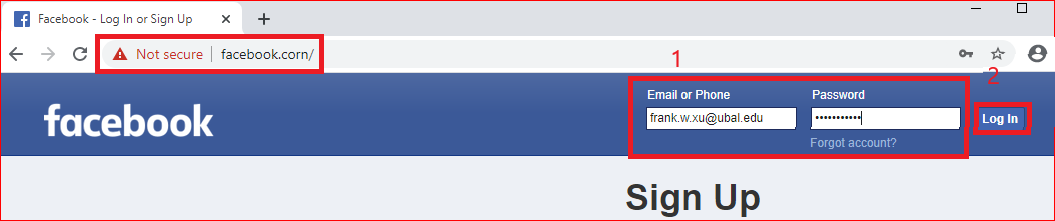 Facebook - Log In or Sign Up
Not secure facebook.corn/
1
2
facebook
Email or Phone Password
frank.w.xu@ubal.edu ••••••••••• Log In
Forgot account?
Sign Up